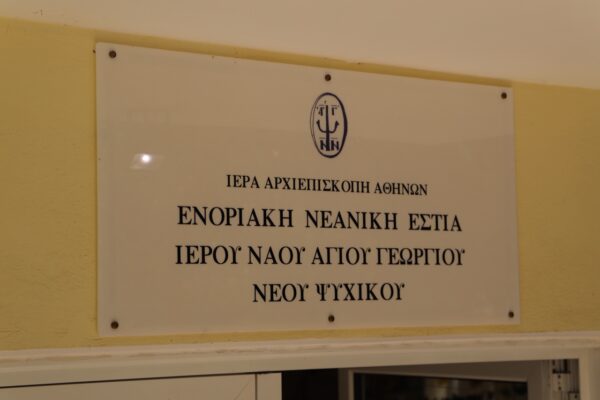 ΙΕΡΑ ΑΡΧΙΕΠΙΣΚΟΠΗ ΑΘΗΝΩΝ
ΕΝΟΡΙΑΚΗ ΝΕΑΝΙΚΗ ΕΣΤΙΑ
ΙΕΡΟΥ ΝΑΟΥ ΑΓΙΟΥ ΓΕΩΡΓΙΟΥ
ΝΕΟΥ ΨΥΧΙΚΟΥ